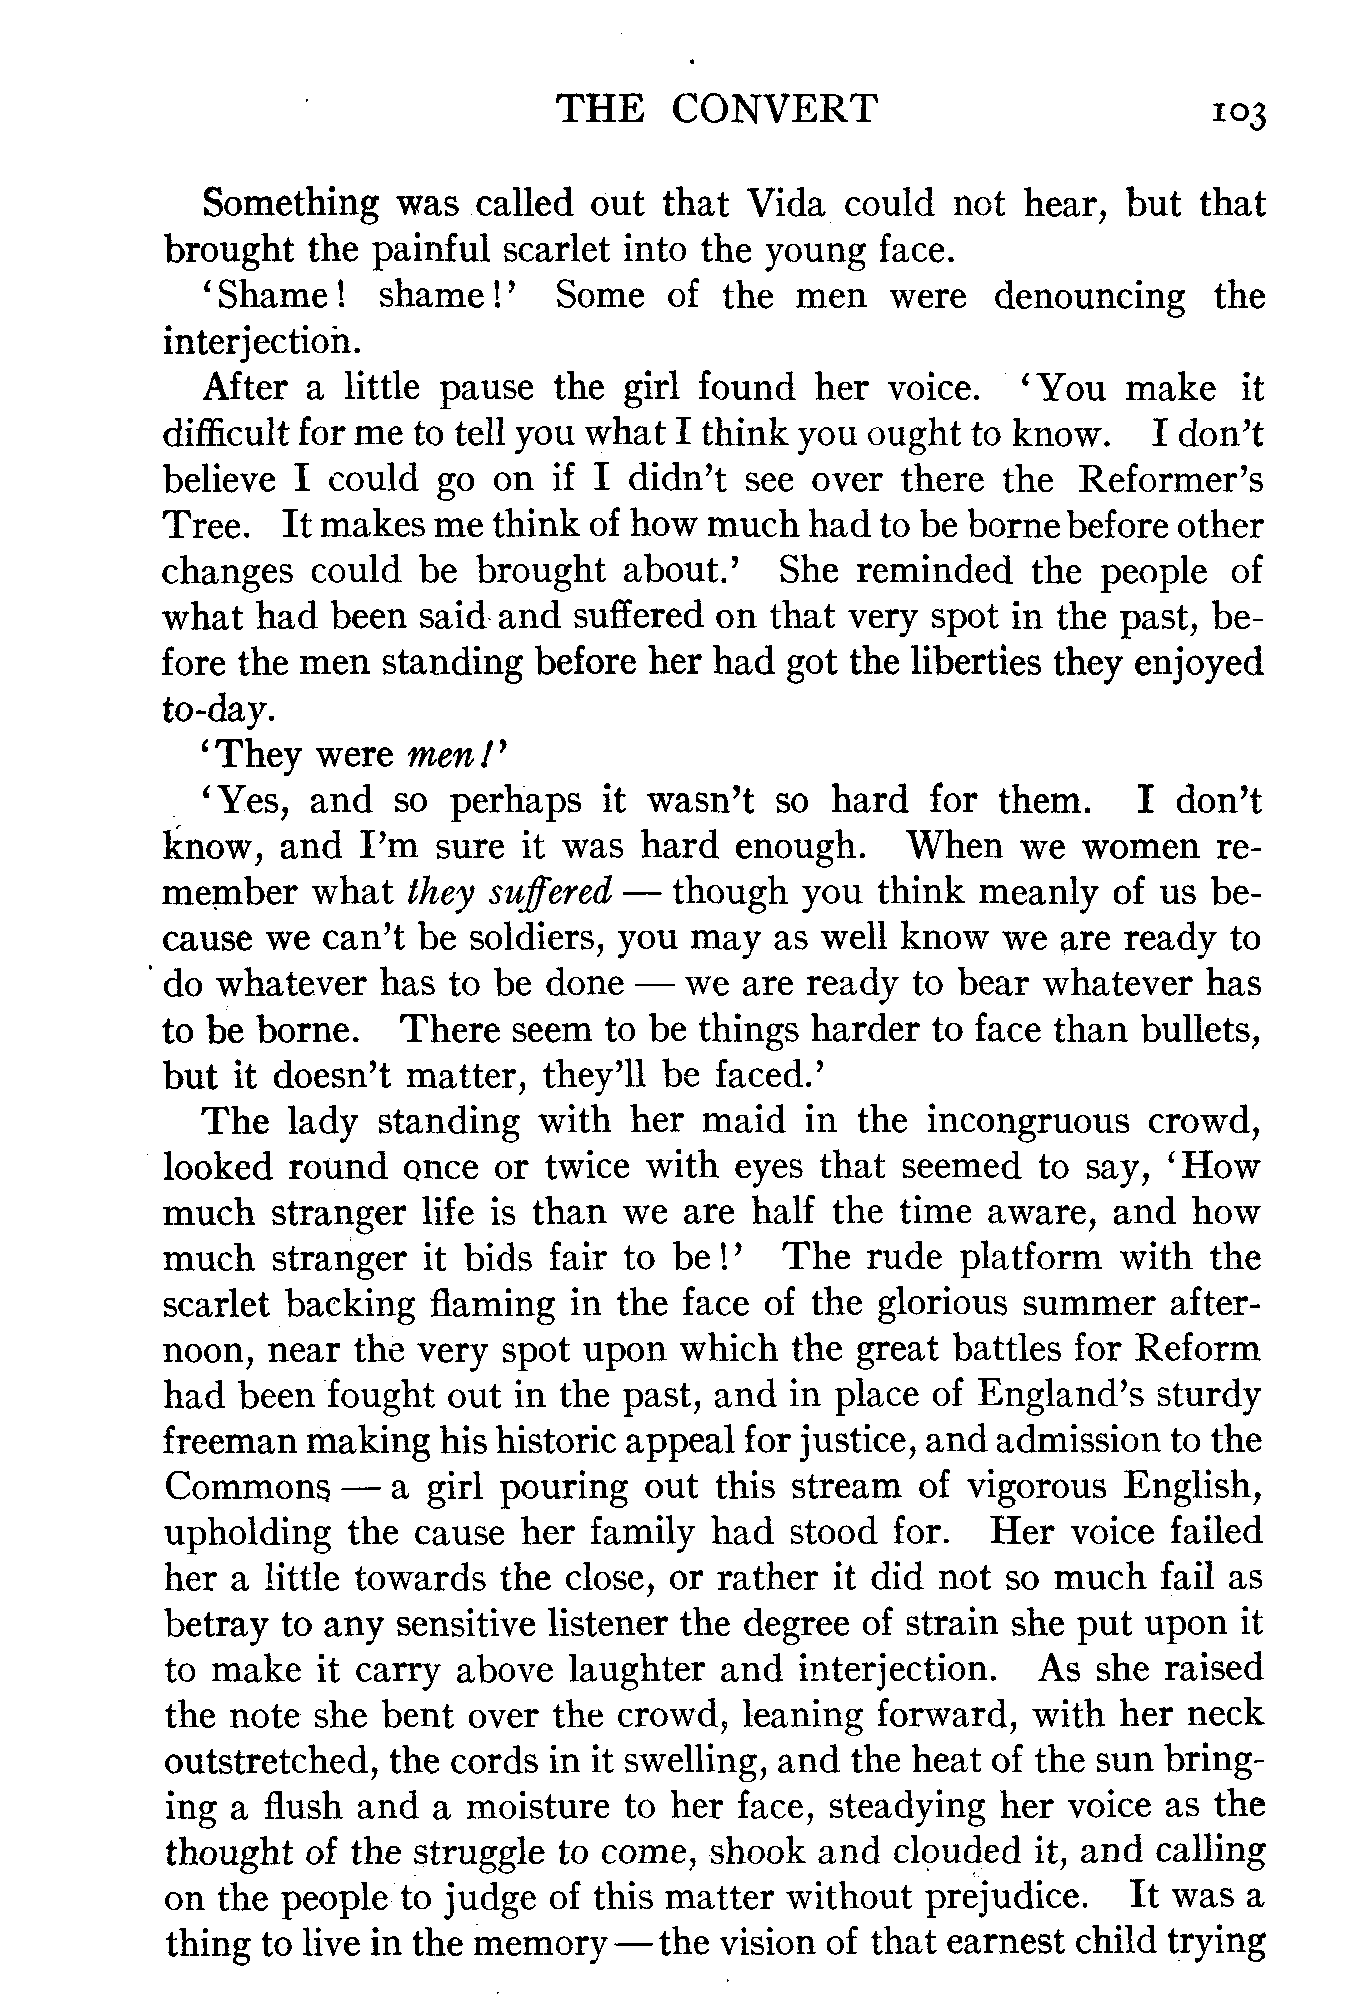 THE CONVERT 103
Something was called out that Vida could not hear, but that
brought the painful scarlet into the young face.
'Shame! shame!' Some of the men were denouncing the
interjection.
After a little pause the girl found her voice. 'You make it
difficult for me to tell you what I think you ought to know. I don't
believe I could go on if I didn't see over there the Reformer's
Tree. It makes me think of how much had to be borne before other
changes could be brought about.' She reminded the people of
what had been said and suffered on that very spot in the past, be-
fore the men standing before her had got the liberties they enjoyed
to-day.
'They were men!'
'Yes, and so perhaps it wasn't so hard for them. I don't
know, and I'm sure it was hard enough. When we women re-
member what they suffered — though you think meanly of us be-
cause we can't be soldiers, you may as well know we are ready to
do whatever has to be done — we are ready to bear whatever has
to be borne. There seem to be things harder to face than bullets,
but it doesn't matter, they'll be faced.'
The lady standing with her maid in the incongruous crowd,
looked round once or twice with eyes that seemed to say, 'How
much stranger life is than we are half the time aware, and how
much stranger it bids fair to be!' The rude platform with the
scarlet backing flaming in the face of the glorious summer after-
noon, near the very spot upon which the great battles for Reform
had been fought out in the past, and in place of England's sturdy
freeman making his historic appeal for justice, and admission to the
Commons — a girl pouring out this stream of vigorous English,
upholding the cause her family had stood for. Her voice failed
her a little towards the close, or rather it did not so much fail as
betray to any sensitive listener the degree of strain she put upon it
to make it carry above laughter and interjection. As she raised
the note she bent over the crowd, leaning forward, with her neck
outstretched, the cords in it swelling, and the heat of the sun bring-
ing a flush and a moisture to her face, steadying her voice as the
thought of the struggle to come, shook and clouded it, and calling
on the people to judge of this matter without prejudice. It was a
thing to live in the memory — the vision of that earnest child trying